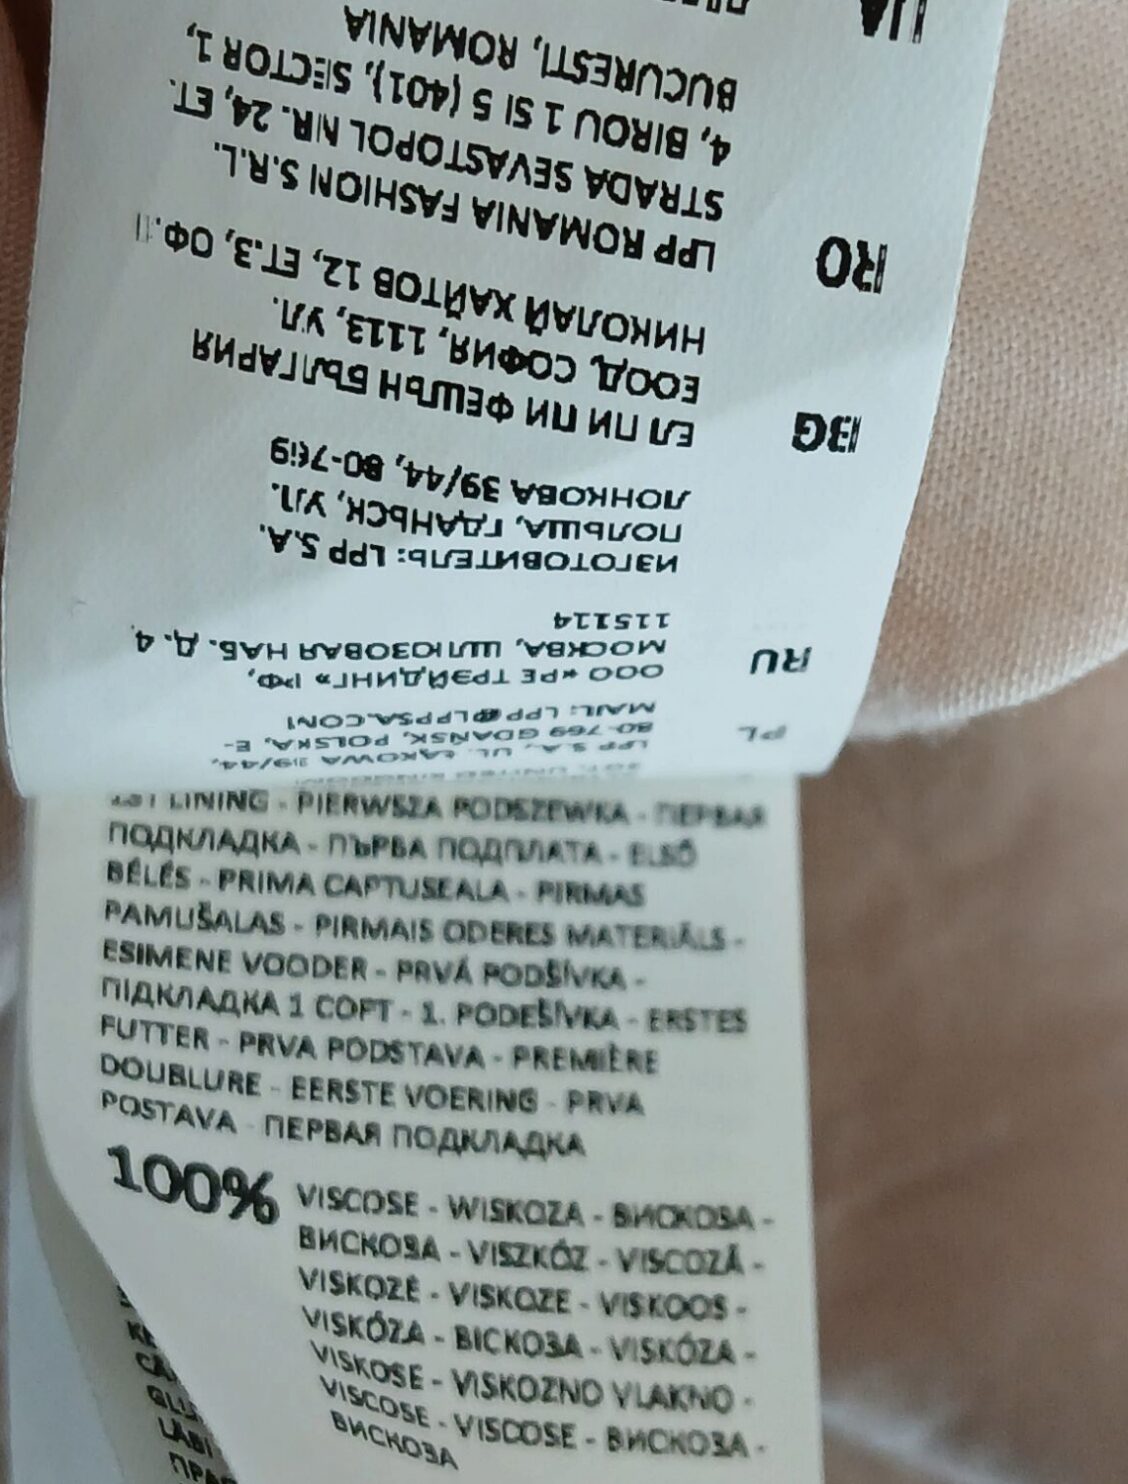 PL
LPP S.A., UL. ŁĄKOWA 39/44,
80-769 GDAŃSK, POLSKA, E-
MAIL: LPP@LPPSA.COM
RU
ООО «РЕ ТРЭЙДИНГ» РФ,
МОСКВА, ШЛЮЗОВАЯ НАБ. Д. 4,
115114
ИЗГОТОВИТЕЛЬ: LPP S.A.
ПОЛЬША, ГДАНЬСК, УЛ.
ЛОНКОВА 39/44, 80-769
BG
ЕЛ ПИ ПИ ФЕШЪН БЪЛГАРИЯ
ЕООД, СОФИЯ, 1113, УЛ.
НИКОЛАЙ ХАЙТОВ 12, ЕТ.3, ОФ.
RO
LPP ROMANIA FASHION S.R.L.
STRADA SEVASTOPOL NR. 24, ET.
4, BIROU 1 SI 5 (401), SECTOR 1,
BUCURESTI, ROMANIA
UA
1ST LINING - PIERWSZA PODSZEWKA - ПЕРВАЯ
ПОДКЛАДКА - ПЪРВА ПОДПЛАТА - ELSŐ
BÉLÉS - PRIMA CAPTUSEALA - PIRMAS
PAMUŠALAS - PIRMAIS ODERES MATERIĀLS -
ESIMENE VOODER - PRVÁ PODŠÍVKA -
ПІДКЛАДКА 1 СОРТ - 1. PODEŠÍVKA - ERSTES
FUTTER - PRVA PODSTAVA - PREMIÈRE
DOUBLURE - EERSTE VOERING - PRVA
POSTAVA - ПЕРВАЯ ПОДКЛАДКА
100% VISCOSE - WISKOZA - ВИСКОЗА -
ВИСКОЗА - VISZKÓZ - VISCOZĂ -
VISKOZĖ - VISKOZE - VISKOOS -
VISKÓZA - ВІСКОЗА - VISKÓZA -
VISKOSE - VISKOZNO VLAKNO -
VISCOSE - VISCOSE - ВИСКОЗА -
ВИСКОЗА